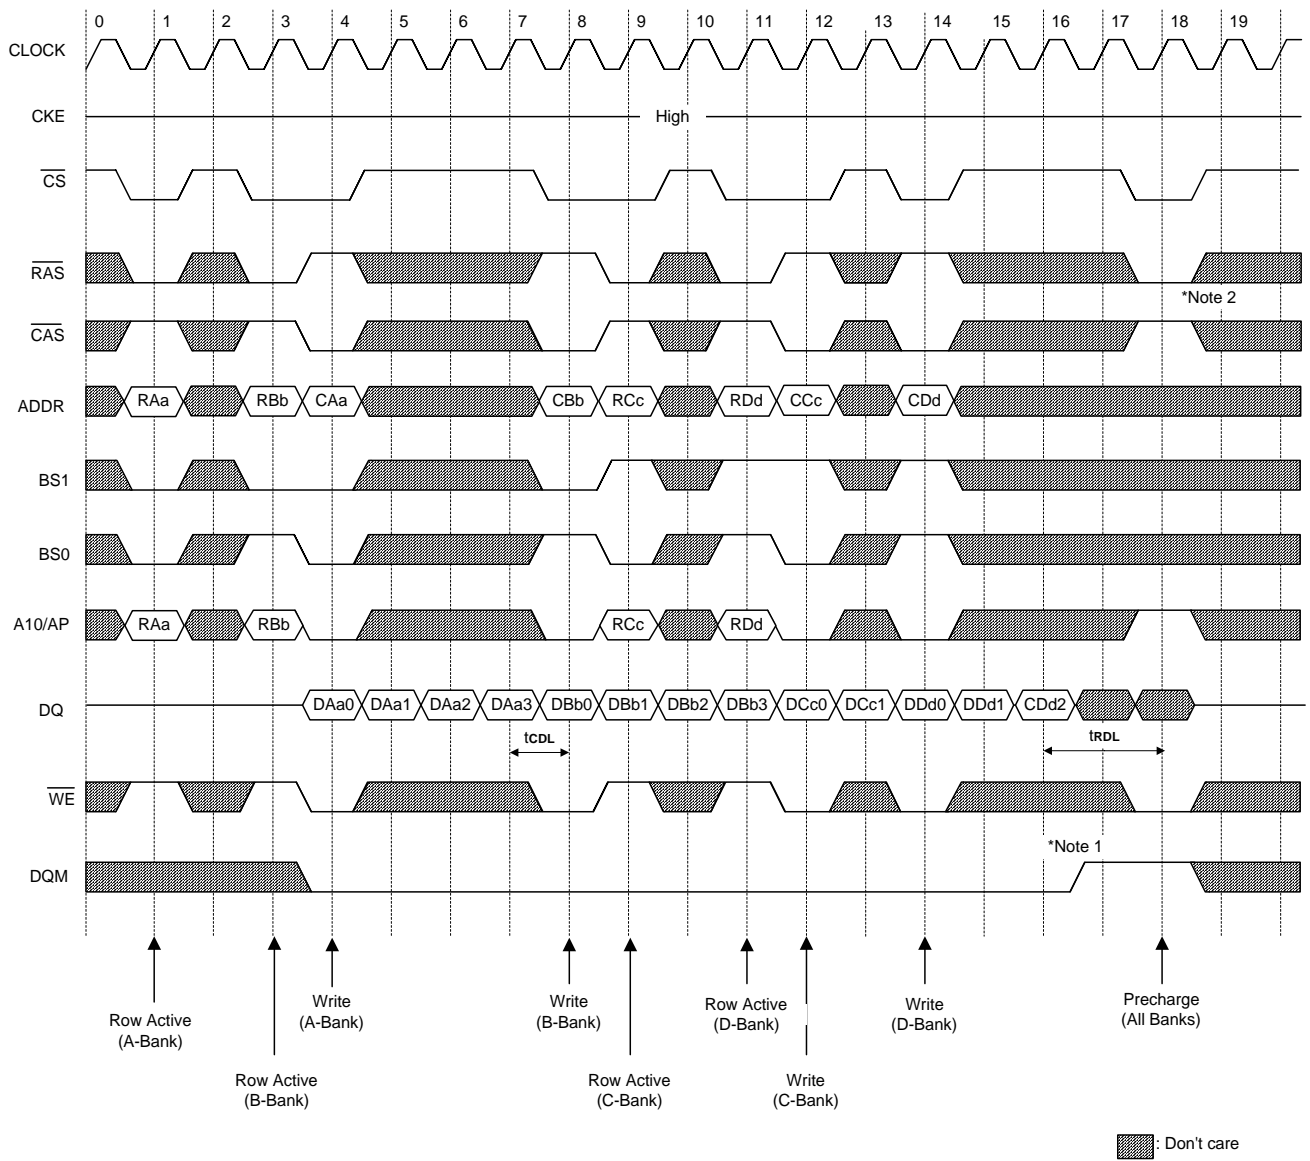 0 1 2 3 4 5 6 7 8 9 10 11 12 13 14 15 16 17 18 19
CLOCK
CKE High
CS
RAS
*Note 2
CAS
ADDR RAa RBb CAa CBb RCc RDd CCc CDd
BS1
BS0
A10/AP RAa RBb RCc RDd
DQ DAa0 DAa1 DAa2 DAa3 DBb0 DBb1 DBb2 DBb3 DCc0 DCc1 DDd0 DDd1 CDd2
tCDL tRDL
WE
*Note 1
DQM
Row Active
(A-Bank)
Row Active
(B-Bank)
Write
(A-Bank)
Write
(B-Bank)
Row Active
(C-Bank)
Row Active
(D-Bank)
Write
(C-Bank)
Write
(D-Bank)
Precharge
(All Banks)
: Don't care